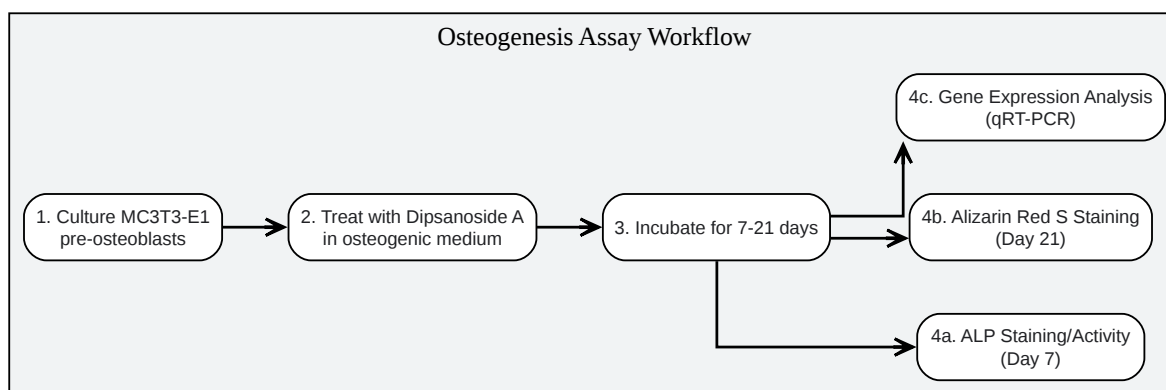 Osteogenesis Assay Workflow
1. Culture MC3T3-E1
pre-osteoblasts
2. Treat with Dipsanoside A
in osteogenic medium
3. Incubate for 7-21 days
4c. Gene Expression Analysis
(qRT-PCR)
4b. Alizarin Red S Staining
(Day 21)
4a. ALP Staining/Activity
(Day 7)